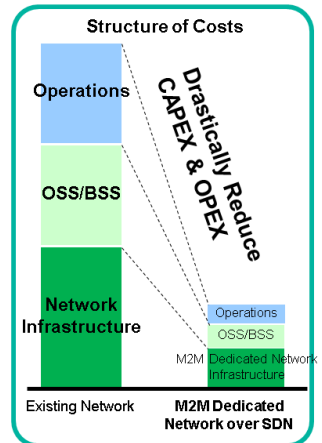 Structure of Costs
Operations
OSS/BSS
Network
Infrastructure
Drastically Reduce
CAPEX & OPEX
Operations
OSS/BSS
M2M Dedicated Network
Infrastructure
Existing Network
M2M Dedicated
Network over SDN